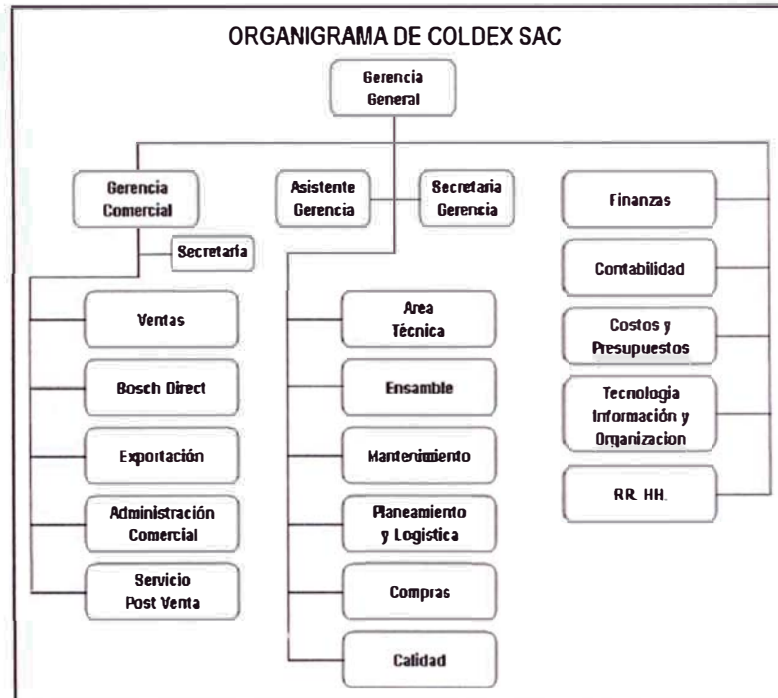 ORGANIGRAMA DE COLDEX SAC
Gerencia
General
Gerencia
Comercial
Secretaría
Ventas
Bosch Direct
Exportación
Administración
Comercial
Servicio
Post Venta
Asistente
Gerencia
Secretaria
Gerencia
Area
Técnica
Ensamble
Mantenimiento
Planeamiento
y Logistica
Compras
Calidad
Finanzas
Contabilidad
Costos y
Presupuestos
Tecnologia
Información y
Organizacion
RR. HH.